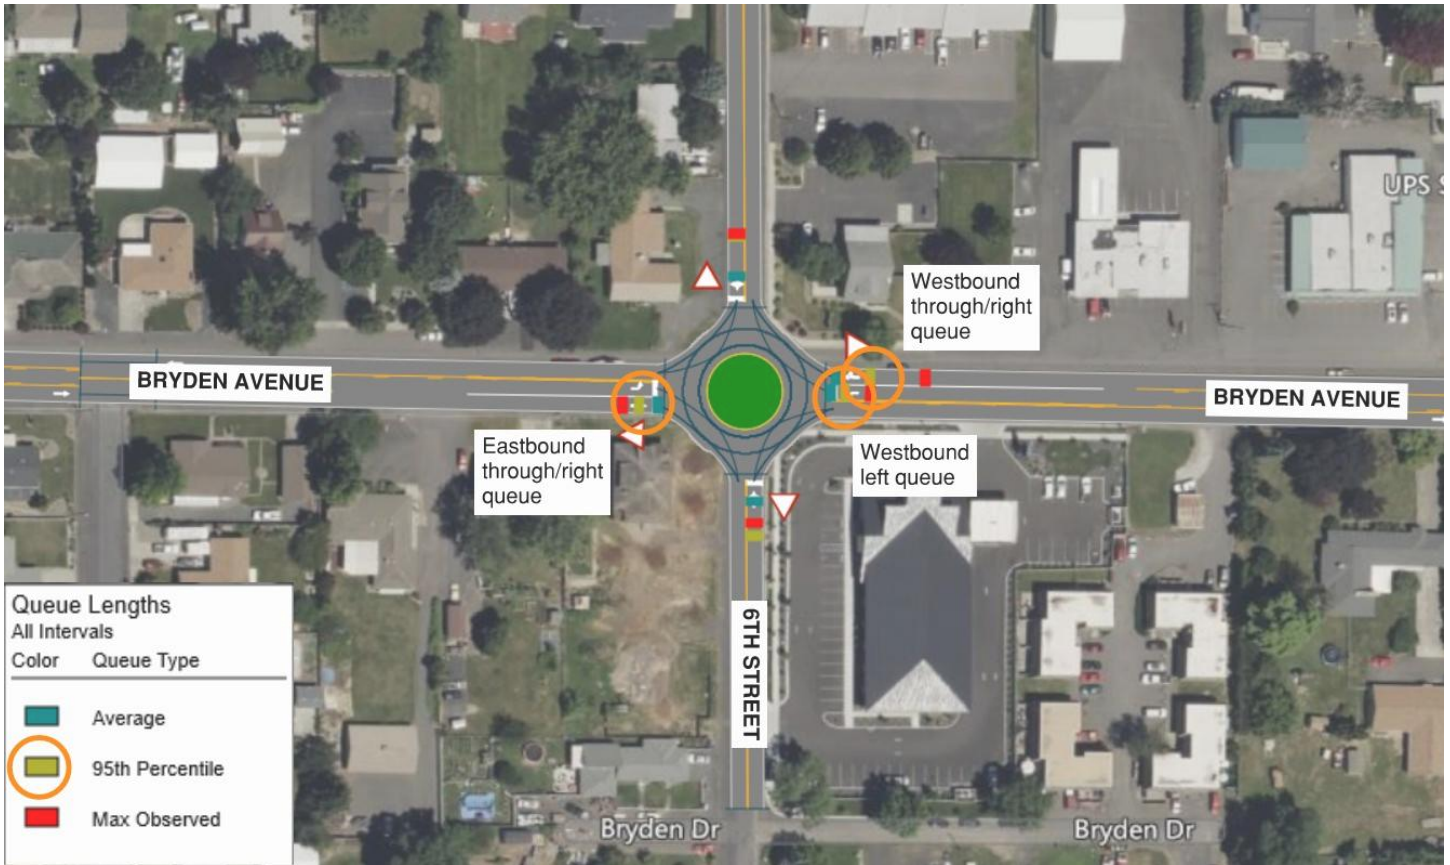 UPS S
Westbound
through/right
queue
BRYDEN AVENUE
BRYDEN AVENUE
Eastbound
through/right
queue
Westbound
left queue
6TH STREET
Queue Lengths
All Intervals
Color Queue Type
Average
95th Percentile
Max Observed
Bryden Dr
Bryden Dr